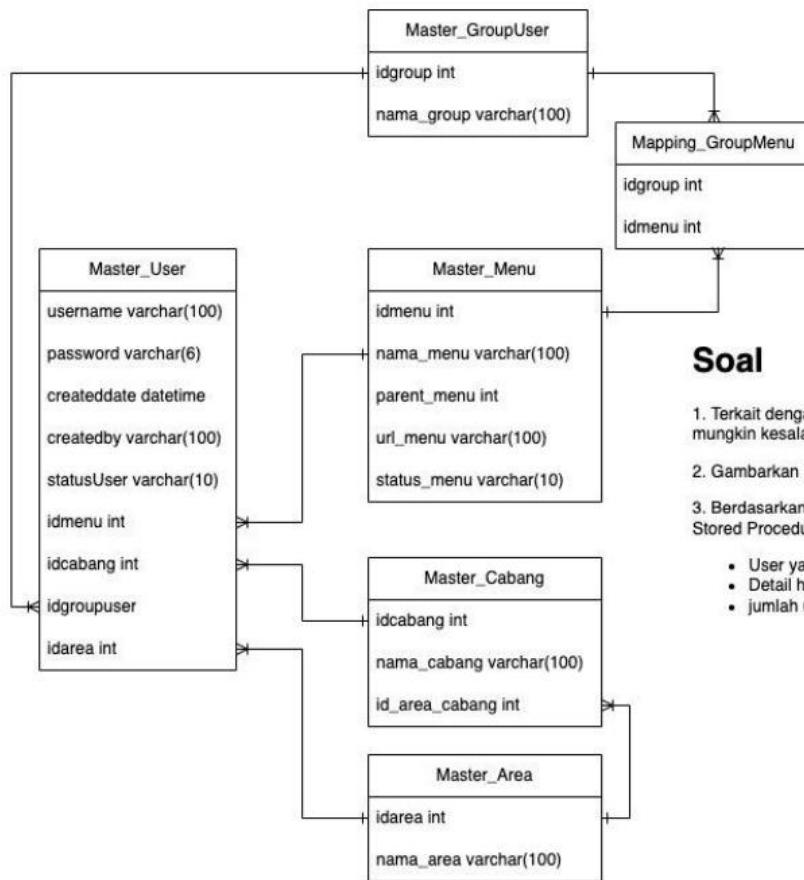 Master_GroupUser
idgroup int
nama_group varchar(100)
Mapping_GroupMenu
idgroup int
idmenu int
Master_User
username varchar(100)
password varchar(6)
createddate datetime
createdby varchar(100)
statusUser varchar(10)
idmenu int
idcabang int
idgroupuser
idarea int
Master_Menu
idmenu int
nama_menu varchar(100)
parent_menu int
url_menu varchar(100)
status_menu varchar(10)
Master_Cabang
idcabang int
nama_cabang varchar(100)
id_area_cabang int
Master_Area
idarea int
nama_area varchar(100)
Soal
1. Terkait denga
mungkin kesala
2. Gambarkan
3. Berdasarkan
Stored Procedu
• User ya
• Detail h
• jumlah